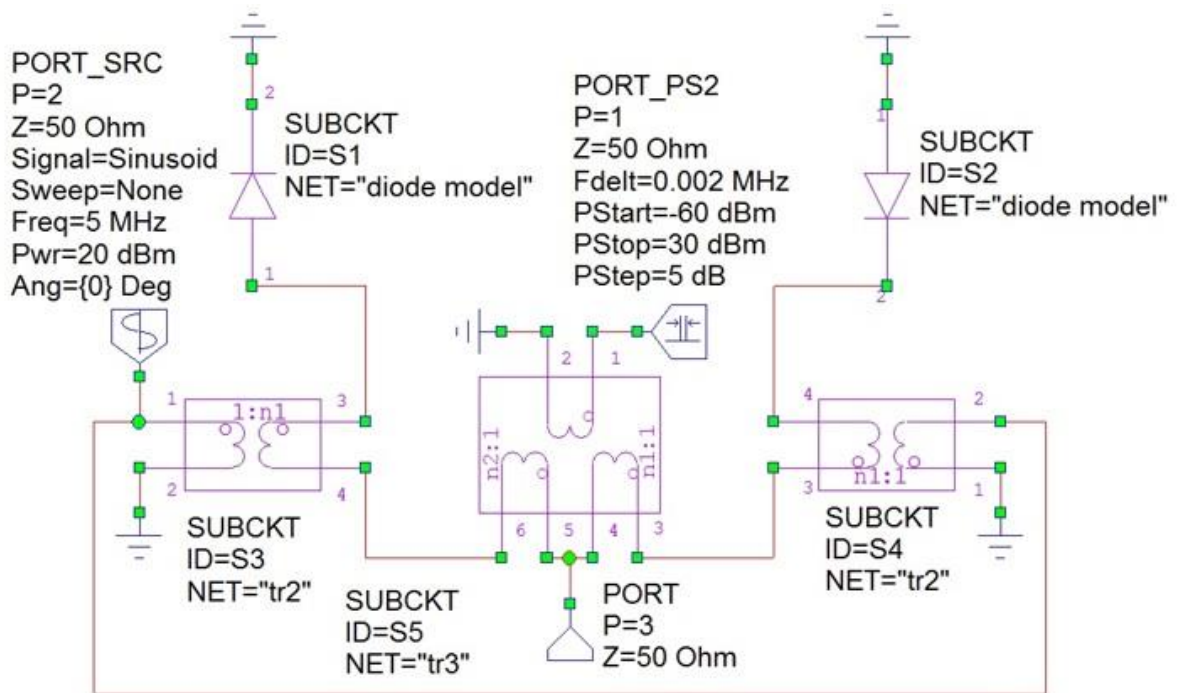 PORT_SRC
P=2
Z=50 Ohm
Signal=Sinusoid
Sweep=None
Freq=5 MHz
Pwr=20 dBm
Ang={0} Deg
2
SUBCKT
ID=S1
NET="diode model"
1
PORT_PS2
P=1
Z=50 Ohm
Fdelt=0.002 MHz
PStart=-60 dBm
PStop=30 dBm
PStep=5 dB
1
SUBCKT
ID=S2
NET="diode model"
2
1
3
1:n1
2
4
SUBCKT
ID=S3
NET="tr2"
2
1
n2:1
n1:1
6
5
4
3
SUBCKT
ID=S5
NET="tr3"
PORT
P=3
Z=50 Ohm
4
2
n1:1
3
1
SUBCKT
ID=S4
NET="tr2"